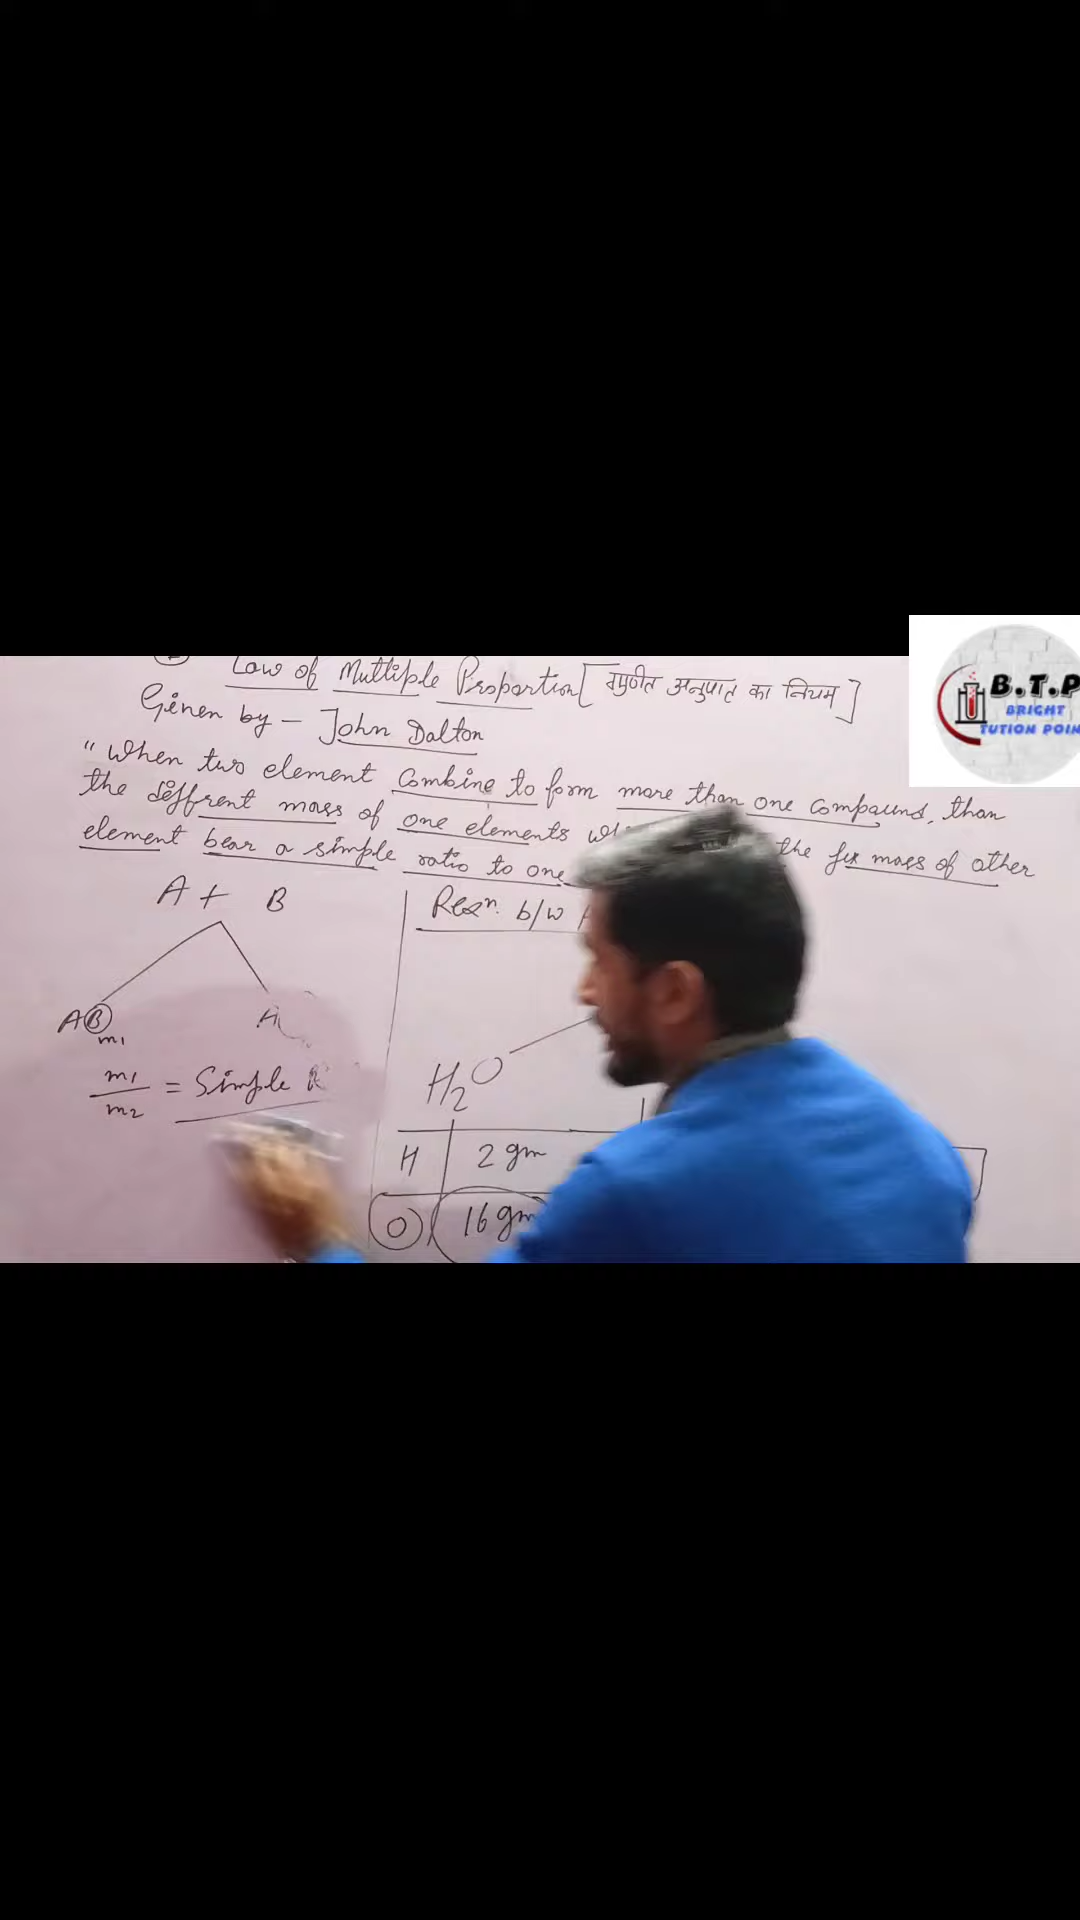 Law of Multiple Proportion [गुणीत अनुपात का नियम]
Given by - John Dalton
"When two element combine to form more than one compound, than
the diffrent mass of one elements the fix mass of other
element bear a simple ratio to one
A + B
Reaxn. b/w
AB
m1
A
m1/m2 = Simple
H2O
H 2 gm
O 16 gm
B.T.P
BRIGHT
TUTION POIN